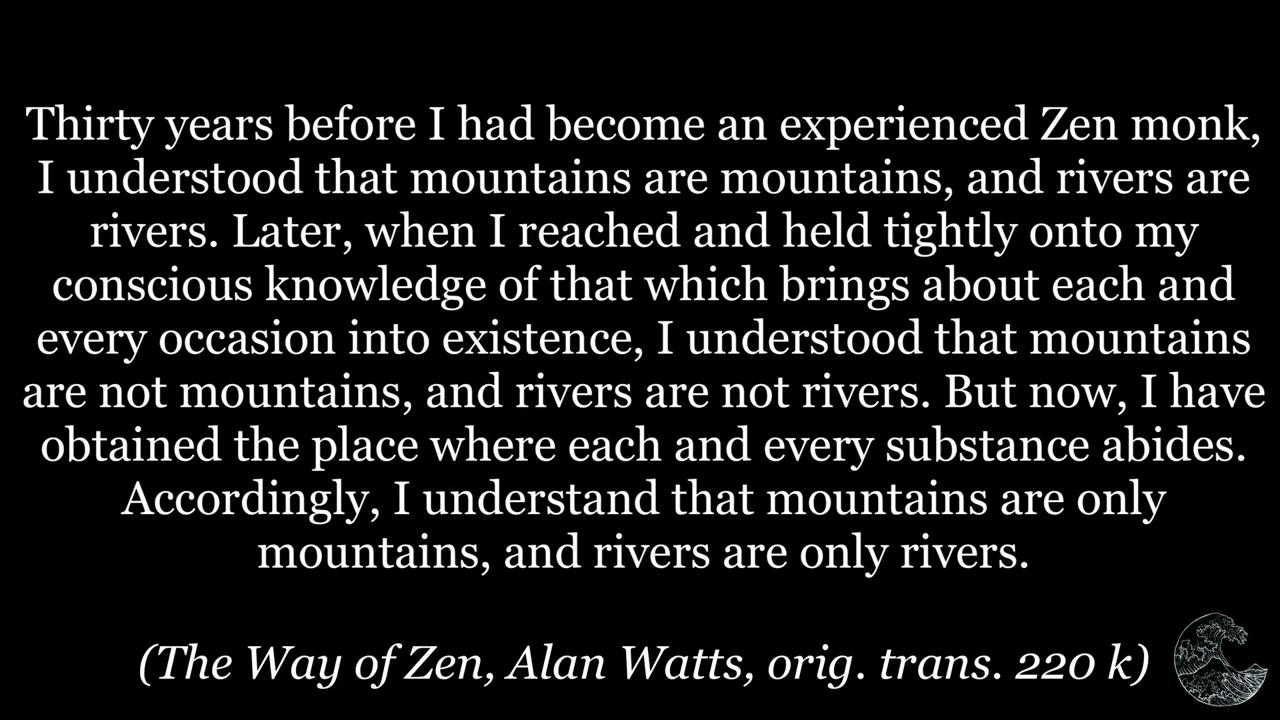 Thirty years before I had become an experienced Zen monk,
I understood that mountains are mountains, and rivers are
rivers. Later, when I reached and held tightly onto my
conscious knowledge of that which brings about each and
every occasion into existence, I understood that mountains
are not mountains, and rivers are not rivers. But now, I have
obtained the place where each and every substance abides.
Accordingly, I understand that mountains are only
mountains, and rivers are only rivers.
(The Way of Zen, Alan Watts, orig. trans. 220 k)